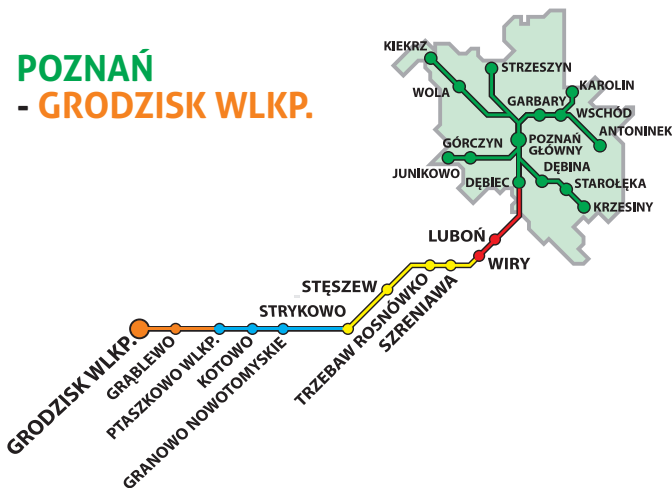 POZNAŃ
- GRODZISK WLKP.
KIEKRZ
STRZESZYN
WOLA
KAROLIN
GARBARY
WSCHÓD
ANTONINEK
GÓRCZYN
POZNAŃ
GŁÓWNY
JUNIKOWO
DĘBINA
DĘBIEC
STAROŁĘKA
KRZESINY
LUBOŃ
WIRY
STĘSZEW
SZRENIAWA
TRZEBAW ROSNÓWKO
STRYKOWO
GRANOWO NOWOTOMYSKIE
KOTOWO
PTASZKOWO WLKP.
GRĄBLEWO
GRODZISK WLKP.